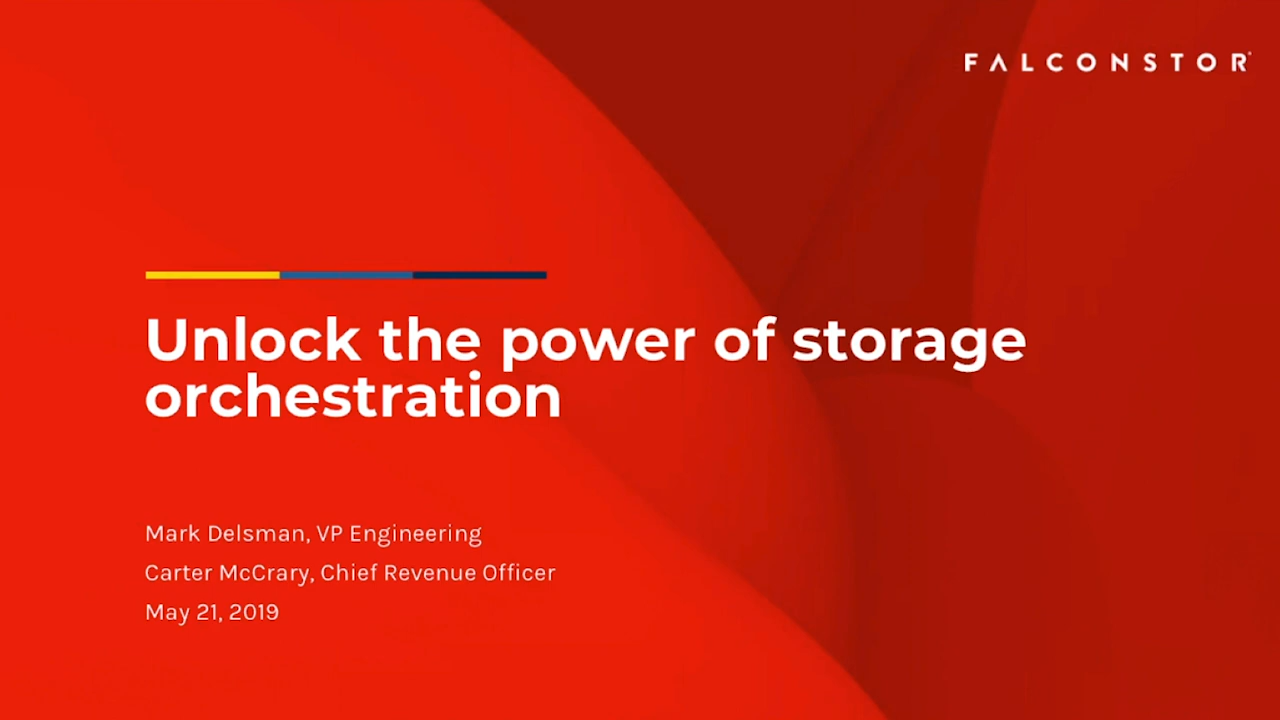 FALCONSTOR®
Unlock the power of storage
orchestration
Mark Delsman, VP Engineering
Carter McCrary, Chief Revenue Officer
May 21, 2019